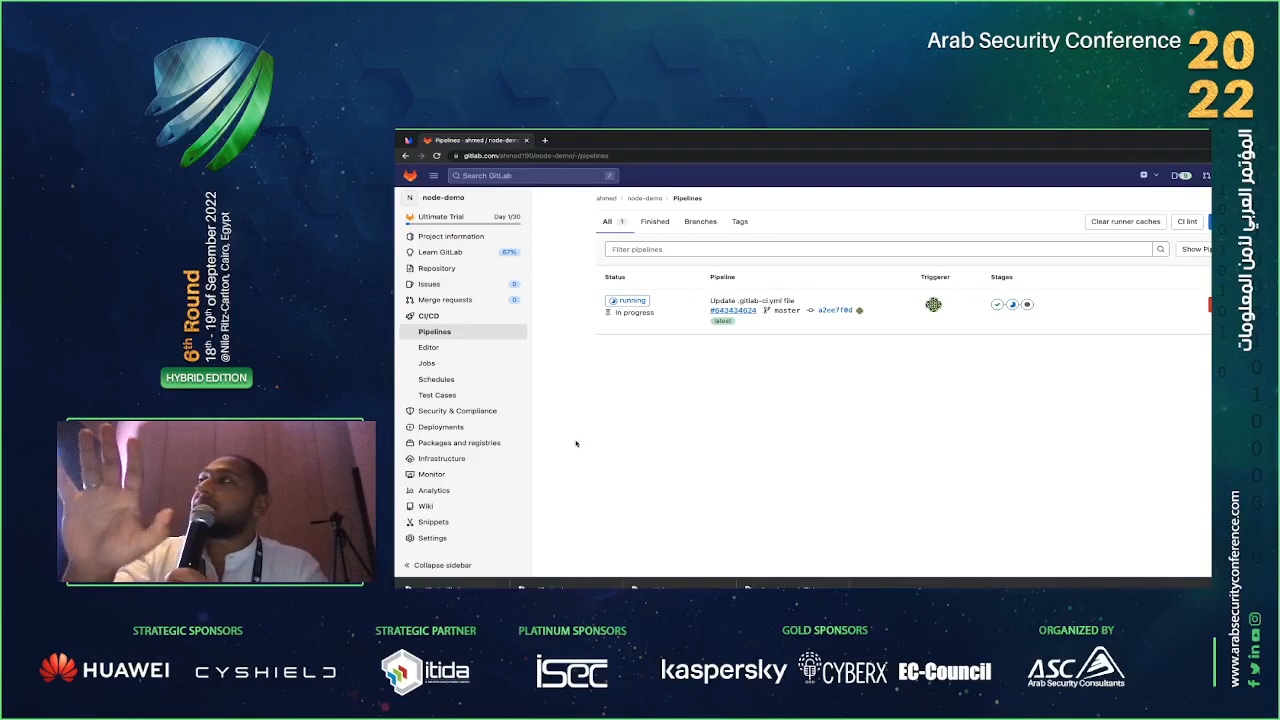 Arab Security Conference
20
22
المؤتمر العربي لأمن المعلومات
6th Round
18th - 19th of September 2022
@Nile Ritz-Carlton, Cairo, Egypt
HYBRID EDITION
Pipelines · ahmed / node-dem
gitlab.com/ahmed190/node-demo/-/pipelines
Search GitLab
/
0
N node-demo
Ultimate Trial Day 1/30
Project information
Learn GitLab 67%
Repository
Issues 0
Merge requests 0
CI/CD
Pipelines
Editor
Jobs
Schedules
Test Cases
Security & Compliance
Deployments
Packages and registries
Infrastructure
Monitor
Analytics
Wiki
Snippets
Settings
« Collapse sidebar
ahmed › node-demo › Pipelines
All 1 Finished Branches Tags
Clear runner caches CI lint
Filter pipelines
Show Pip
Status Pipeline Triggerer Stages
running
In progress
Update .gitlab-ci.yml file
#643434624 master a2ee7f0d
latest
www.arabsecurityconference.com
STRATEGIC SPONSORS
HUAWEI
CYSHIELD
STRATEGIC PARTNER
itida
PLATINUM SPONSORS
isec
GOLD SPONSORS
kaspersky
CYBERX
EC-Council
ORGANIZED BY
ASC
Arab Security Consultants